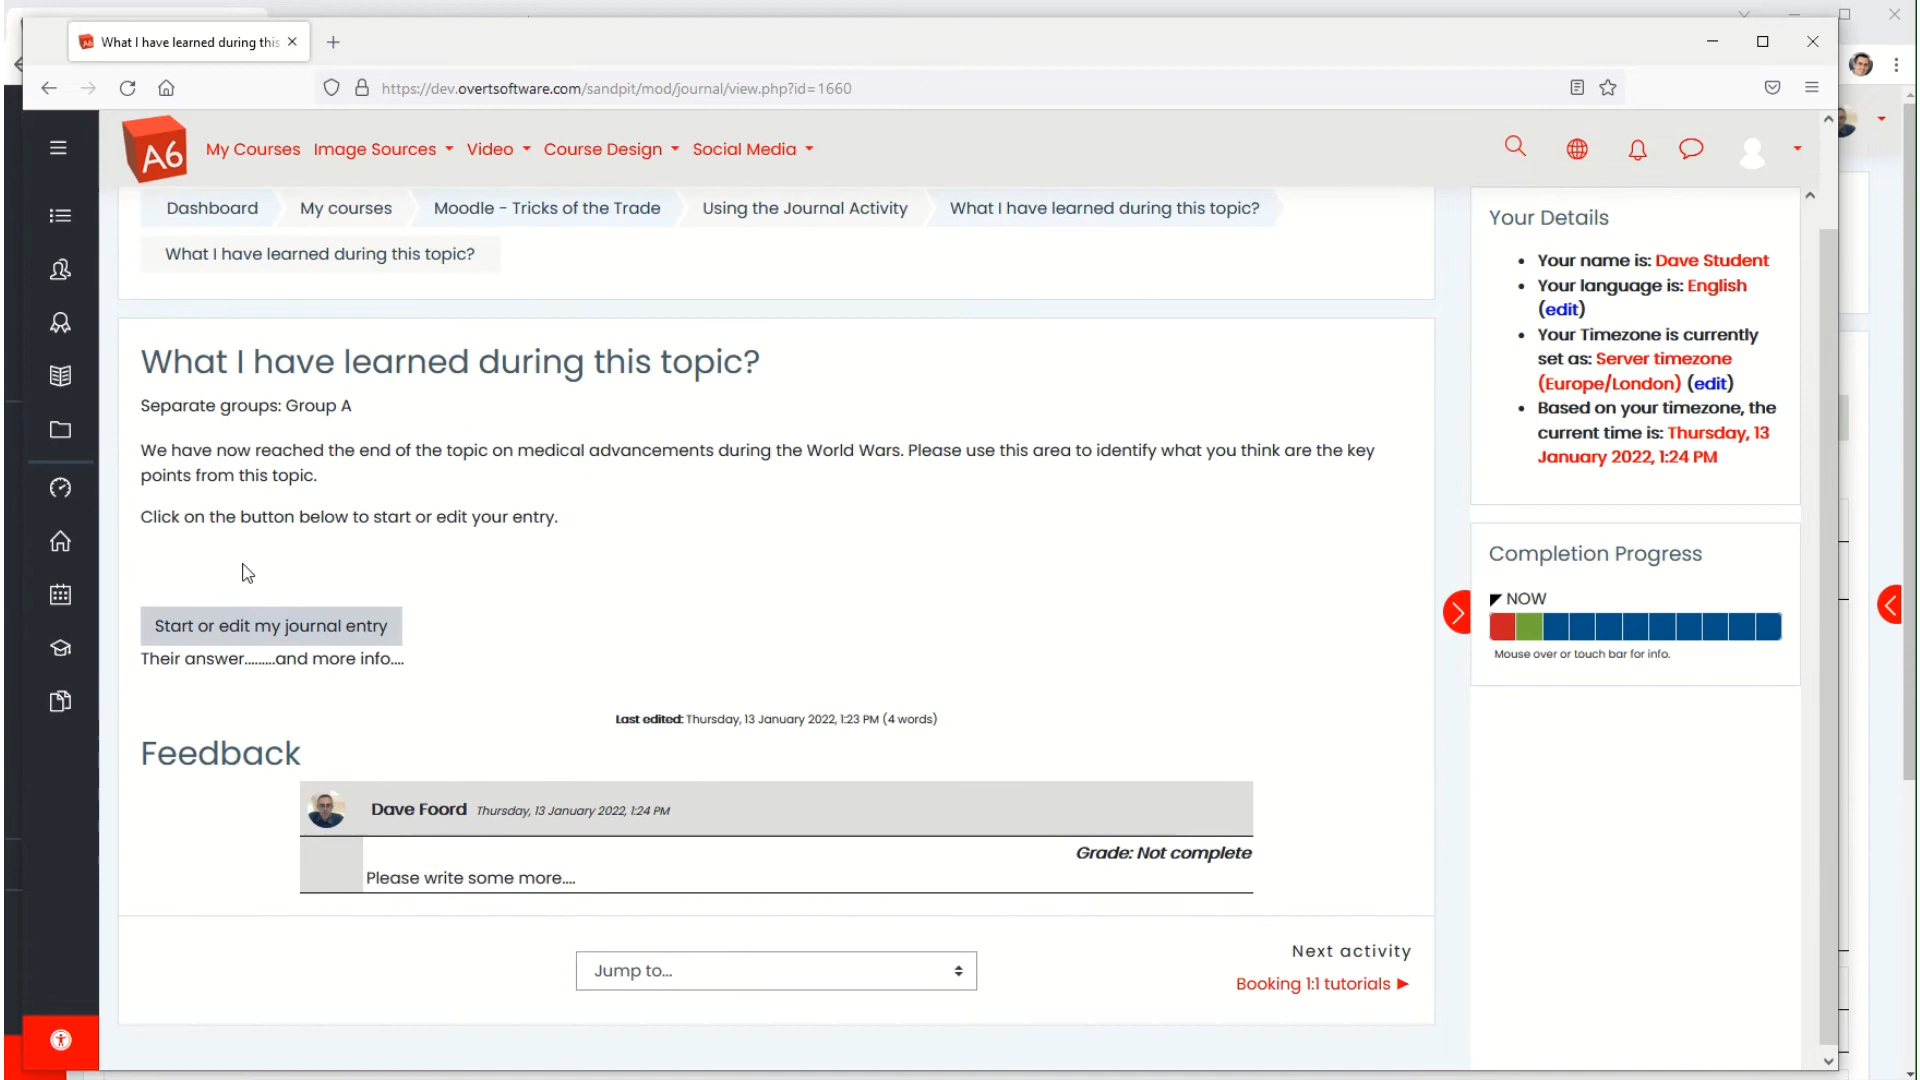 What I have learned during this
https://dev.overtsoftware.com/sandpit/mod/journal/view.php?id=1660
A6
My Courses Image Sources Video Course Design Social Media
Dashboard My courses Moodle - Tricks of the Trade Using the Journal Activity What I have learned during this topic?
What I have learned during this topic?
What I have learned during this topic?
Separate groups: Group A
We have now reached the end of the topic on medical advancements during the World Wars. Please use this area to identify what you think are the key
points from this topic.
Click on the button below to start or edit your entry.
Start or edit my journal entry
Their answer.........and more info....
Last edited: Thursday, 13 January 2022, 1:23 PM (4 words)
Feedback
Dave Foord Thursday, 13 January 2022, 1:24 PM
Grade: Not complete
Please write some more....
Jump to...
Next activity
Booking 1:1 tutorials ►
Your Details
Your name is: Dave Student
Your language is: English
(edit)
Your Timezone is currently
set as: Server timezone
(Europe/London) (edit)
Based on your timezone, the
current time is: Thursday, 13
January 2022, 1:24 PM
Completion Progress
NOW
Mouse over or touch bar for info.